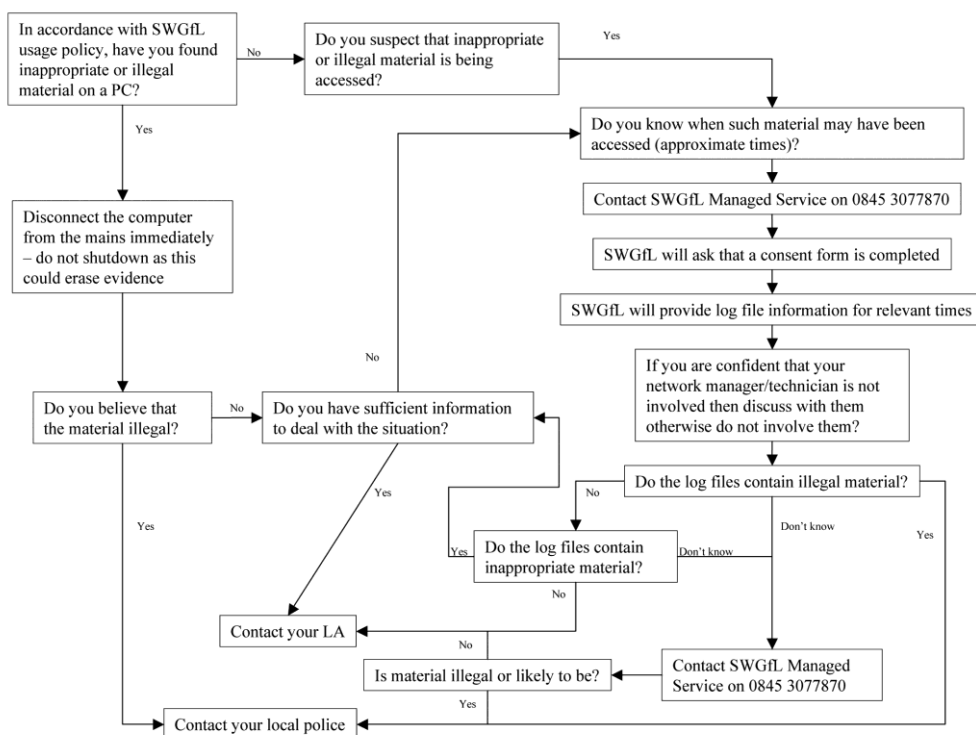 In accordance with SWGfL
usage policy, have you found
inappropriate or illegal
material on a PC?
No
Do you suspect that inappropriate
or illegal material is being
accessed?
Yes
Yes
Do you know when such material may have been
accessed (approximate times)?
Contact SWGfL Managed Service on 0845 3077870
Disconnect the computer
from the mains immediately
– do not shutdown as this
could erase evidence
SWGfL will ask that a consent form is completed
SWGfL will provide log file information for relevant times
No
If you are confident that your
network manager/technician is not
involved then discuss with them
otherwise do not involve them?
Do you believe that
the material illegal?
No
Do you have sufficient information
to deal with the situation?
Do the log files contain illegal material?
Yes
No
Yes
Don't know
Yes
Do the log files contain
inappropriate material?
Yes
Don't know
No
Contact your LA
No
Is material illegal or likely to be?
Contact SWGfL Managed
Service on 0845 3077870
Yes
Contact your local police